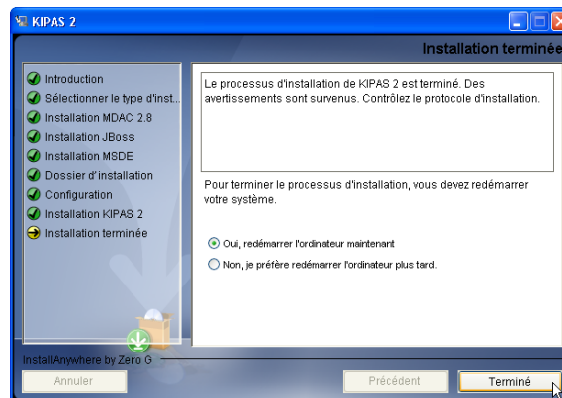 KIPAS 2
Installation terminée
Introduction
Sélectionner le type d'inst...
Installation MDAC 2.8
Installation JBoss
Installation MSDE
Dossier d'installation
Configuration
Installation KIPAS 2
Installation terminée
Le processus d'installation de KIPAS 2 est terminé. Des
avertissements sont survenus. Contrôlez le protocole d'installation.
Pour terminer le processus d'installation, vous devez redémarrer
votre système.
Oui, redémarrer l'ordinateur maintenant
Non, je préfère redémarrer l'ordinateur plus tard.
InstallAnywhere by Zero G
Annuler
Précédent
Terminé